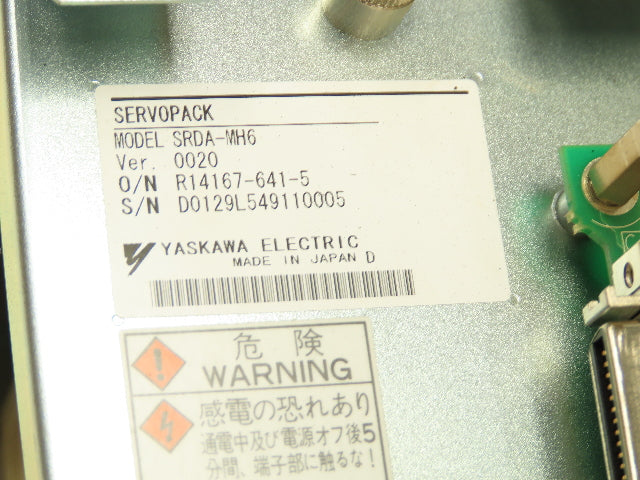 SERVOPACK
MODEL SRDA-MH6
Ver. 0020
O/N R14167-641-5
S/N D0129L549110005
YASKAWA ELECTRIC
MADE IN JAPAN D
危険
WARNING
感電の恐れあり
通電中及び電源オフ後5
分間、端子部に触るな!